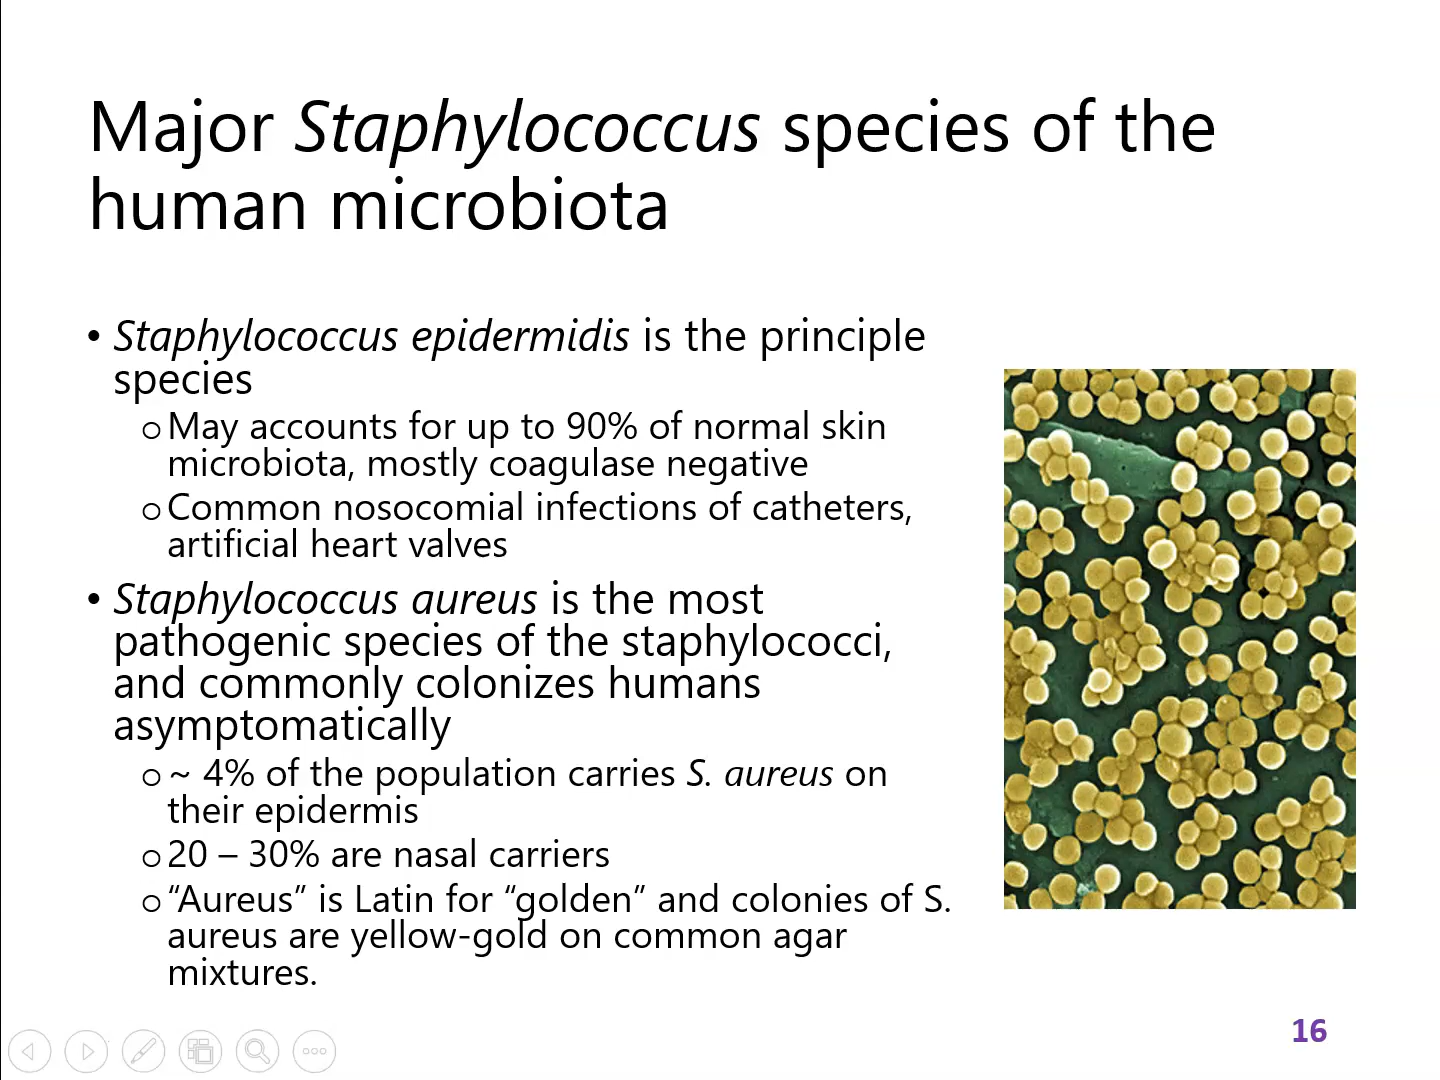 Major Staphylococcus species of the
human microbiota
• Staphylococcus epidermidis is the principle
species
o May accounts for up to 90% of normal skin
microbiota, mostly coagulase negative
o Common nosocomial infections of catheters,
artificial heart valves
• Staphylococcus aureus is the most
pathogenic species of the staphylococci,
and commonly colonizes humans
asymptomatically
o ~ 4% of the population carries S. aureus on
their epidermis
o 20 – 30% are nasal carriers
o “Aureus” is Latin for “golden” and colonies of S.
aureus are yellow-gold on common agar
mixtures.
16